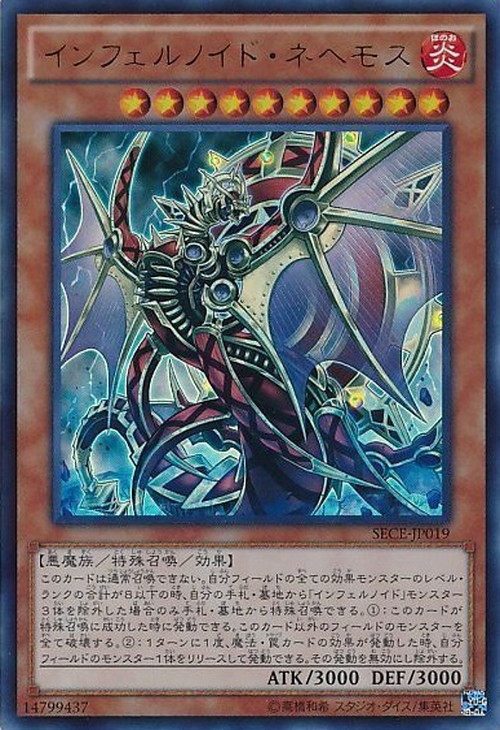 インフェルノイド・ネヘモス
炎
ほのお
SECE-JP019
【悪魔族/特殊召喚/効果】
このカードは通常召喚できない。自分フィールドの全ての効果モンスターのレベル・
ランクの合計が8以下の時、自分の手札・墓地から「インフェルノイド」モンスター
3体を除外した場合のみ手札・墓地から特殊召喚できる。①:このカードが
特殊召喚に成功した時に発動できる。このカード以外のフィールドのモンスターを
全て破壊する。②:1ターンに1度、魔法・罠カードの効果が発動した時、自分
フィールドのモンスター1体をリリースして発動できる。その発動を無効にし除外する。
ATK/3000 DEF/3000
14799437
©高橋和希 スタジオ・ダイス/集英社